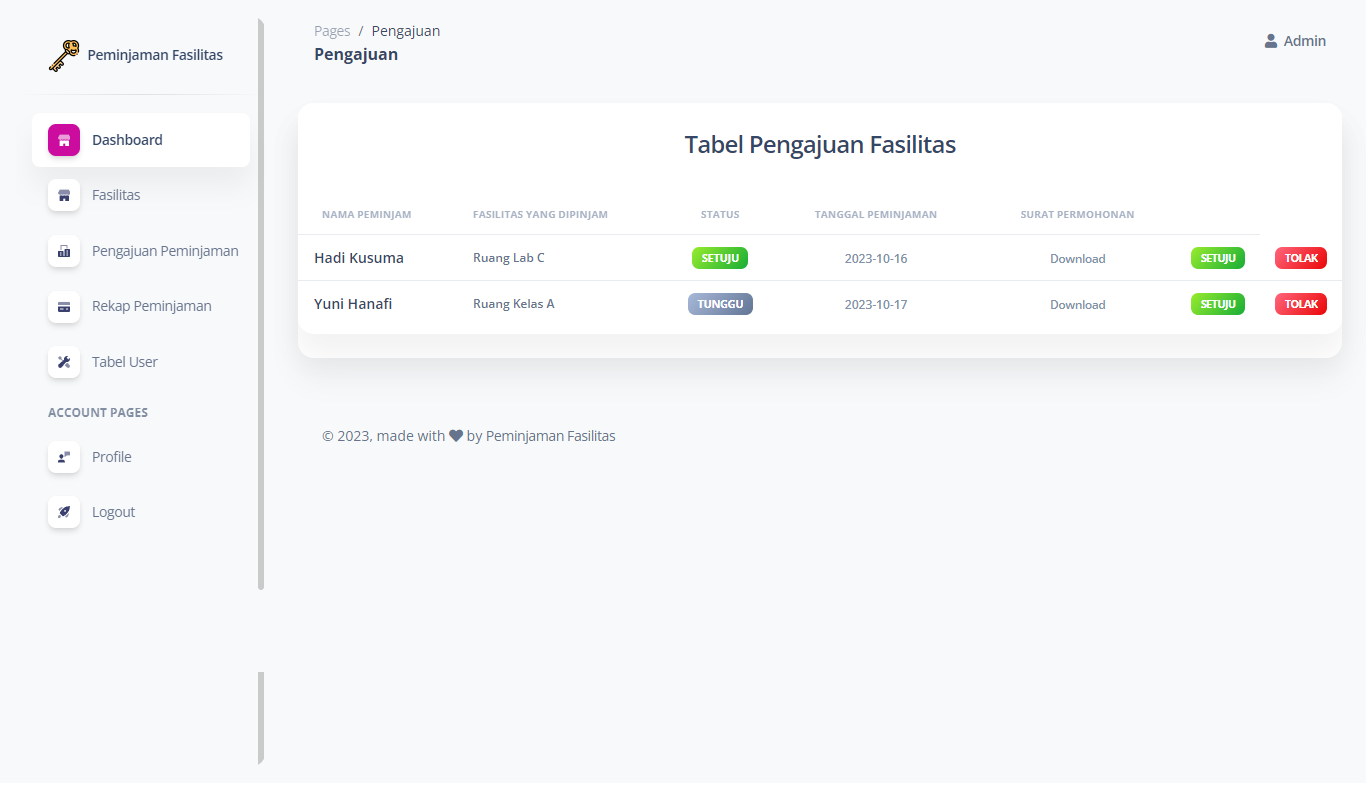 Peminjaman Fasilitas
Dashboard
Fasilitas
Pengajuan Peminjaman
Rekap Peminjaman
Tabel User
ACCOUNT PAGES
Profile
Logout
Pages / Pengajuan
Pengajuan
Admin
Tabel Pengajuan Fasilitas
NAMA PEMINJAM FASILITAS YANG DIPINJAM STATUS TANGGAL PEMINJAMAN SURAT PERMOHONAN
Hadi Kusuma Ruang Lab C SETUJU 2023-10-16 Download SETUJU TOLAK
Yuni Hanafi Ruang Kelas A TUNGGU 2023-10-17 Download SETUJU TOLAK
© 2023, made with ♥ by Peminjaman Fasilitas